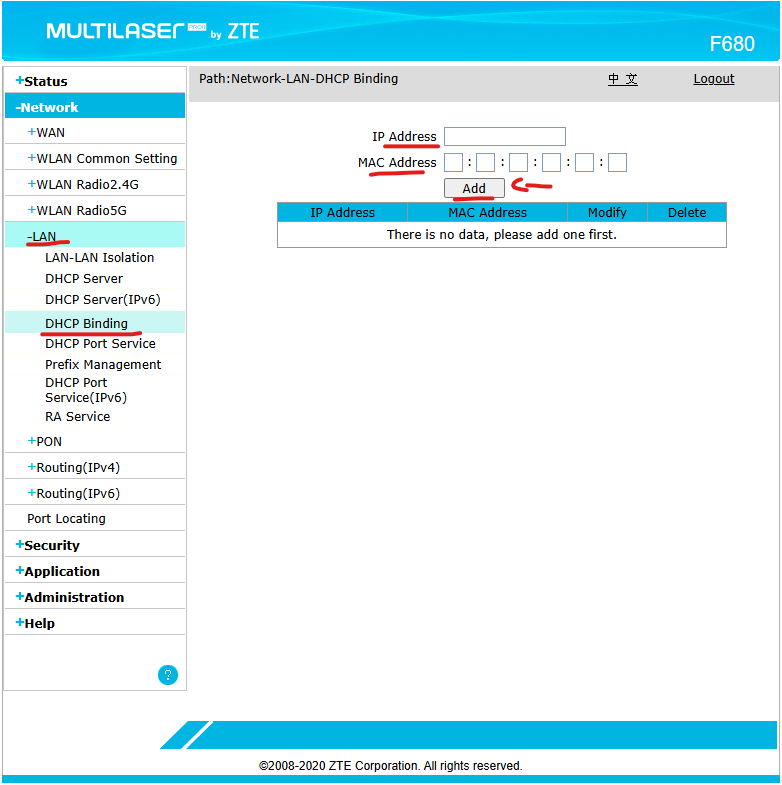 MULTILASER PRO by ZTE
F680
Path:Network-LAN-DHCP Binding
中 文
Logout
+Status
-Network
+WAN
+WLAN Common Setting
+WLAN Radio2.4G
+WLAN Radio5G
-LAN
LAN-LAN Isolation
DHCP Server
DHCP Server(IPv6)
DHCP Binding
DHCP Port Service
Prefix Management
DHCP Port
Service(IPv6)
RA Service
+PON
+Routing(IPv4)
+Routing(IPv6)
Port Locating
+Security
+Application
+Administration
+Help
?
IP Address
MAC Address : : : : :
Add
IP Address MAC Address Modify Delete
There is no data, please add one first.
©2008-2020 ZTE Corporation. All rights reserved.